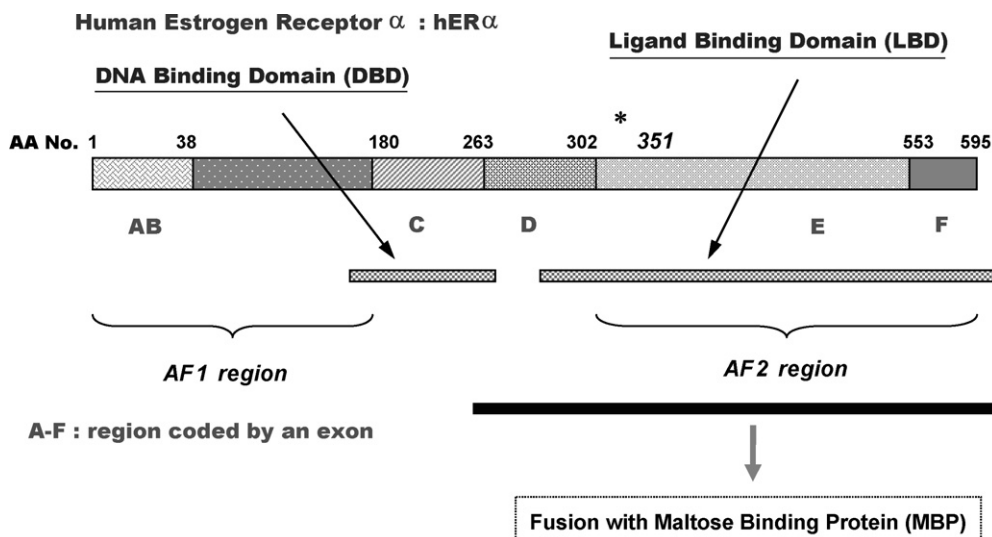 Human Estrogen Receptor α : hERα
Ligand Binding Domain (LBD)
DNA Binding Domain (DBD)
*
AA No. 1 38 180 263 302 351 553 595
AB C D E F
AF1 region AF2 region
A-F : region coded by an exon
Fusion with Maltose Binding Protein (MBP)